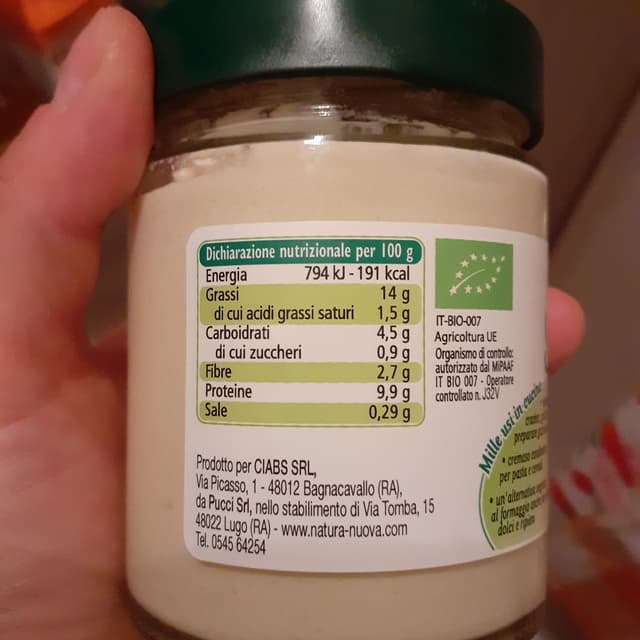 Dichiarazione nutrizionale per 100 g
Energia 794 kJ - 191 kcal
Grassi 14 g
di cui acidi grassi saturi 1,5 g
Carboidrati 4,5 g
di cui zuccheri 0,9 g
Fibre 2,7 g
Proteine 9,9 g
Sale 0,29 g
IT-BIO-007
Agricoltura UE
Organismo di controllo:
autorizzato dal MiPAAF
IT BIO 007 - Operatore
controllato n. J32V
Prodotto per CIABS SRL,
Via Picasso, 1 - 48012 Bagnacavallo (RA),
da Pucci Srl, nello stabilimento di Via Tomba, 15
48022 Lugo (RA) - www.natura-nuova.com
Tel. 0545 64254
Mille usi in cucina
preparare
• cremoso
per pasta e
• un'alternativa
al formaggio
dolci e